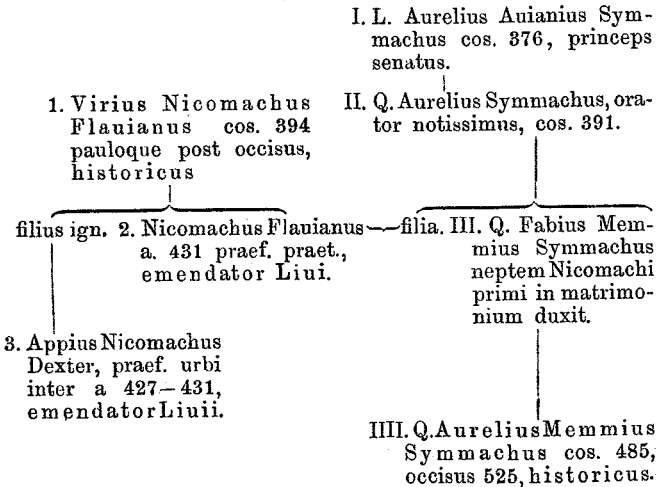 I. L. Aurelius Auianius Sym-
machus cos. 376, princeps
senatus.
1. Virius Nicomachus
Flauianus cos. 394
pauloque post occisus,
historicus
II. Q. Aurelius Symmachus, ora-
tor notissimus, cos. 391.
filius ign. 2. Nicomachus Flauianus
a. 431 praef. praet.,
emendator Liui.
filia. III. Q. Fabius Mem-
mius Symmachus
neptem Nicomachi
primi in matrimo-
nium duxit.
3. Appius Nicomachus
Dexter, praef. urbi
inter a 427–431,
emendator Liuii.
IIII. Q. Aurelius Memmius
Symmachus cos. 485,
occisus 525, historicus.